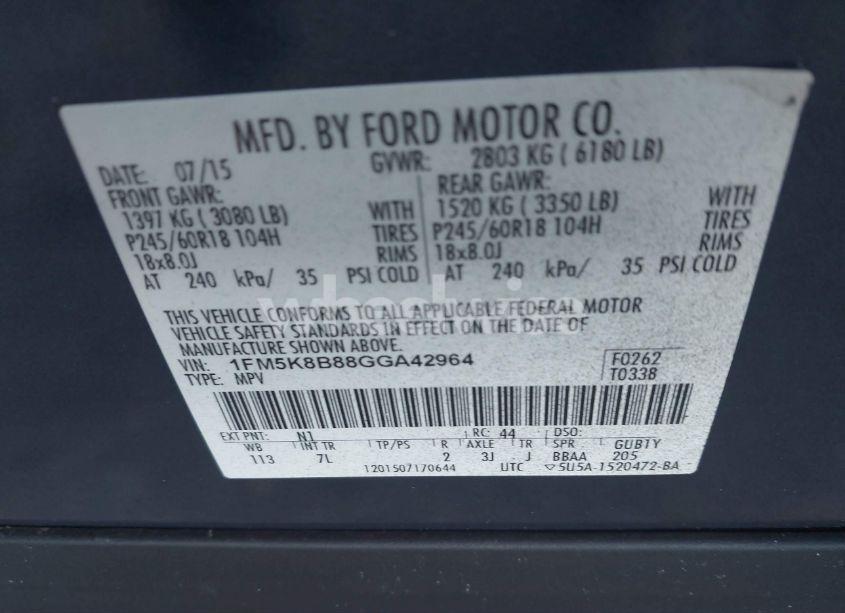 MFD. BY FORD MOTOR CO.
DATE: 07/15 GVWR: 2803 KG ( 6180 LB)
FRONT GAWR: REAR GAWR:
1397 KG ( 3080 LB) WITH 1520 KG ( 3350 LB) WITH
P245/60R18 104H TIRES P245/60R18 104H TIRES
18x8.0J RIMS 18x8.0J RIMS
AT 240 kPa/ 35 PSI COLD AT 240 kPa/ 35 PSI COLD
THIS VEHICLE CONFORMS TO ALL APPLICABLE FEDERAL MOTOR
VEHICLE SAFETY STANDARDS IN EFFECT ON THE DATE OF
MANUFACTURE SHOWN ABOVE.
VIN: 1FM5K8B88GGA42964 F0262
TYPE: MPV T0338
EXT PNT: N1 RC: 44 DSO:
WB INT TR TP/PS R AXLE TR SPR GUBTY
113 7L 2 3J J BBAA 205
1201507170644 UTC ▽5U5A-1520472-BA